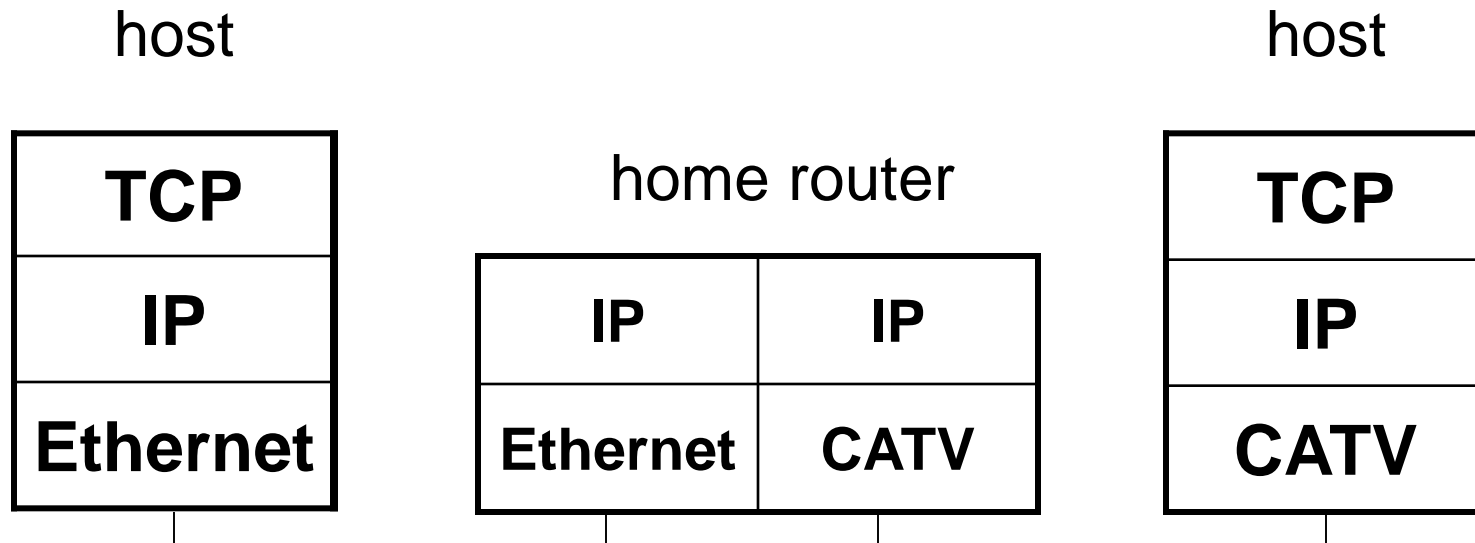 host
TCP
IP
Ethernet
home router
IP IP
Ethernet CATV
host
TCP
IP
CATV